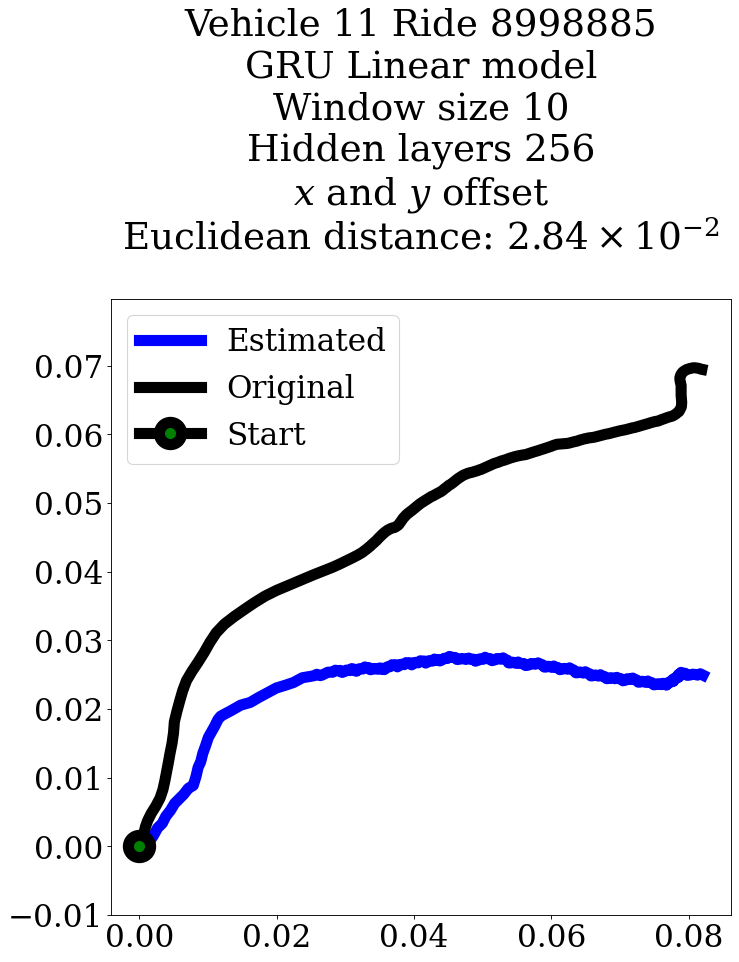 Vehicle 11 Ride 8998885
GRU Linear model
Window size 10
Hidden layers 256
x and y offset
Euclidean distance: 2.84 × 10⁻²
Estimated
Original
Start
0.07
0.06
0.05
0.04
0.03
0.02
0.01
0.00
−0.01
0.00 0.02 0.04 0.06 0.08